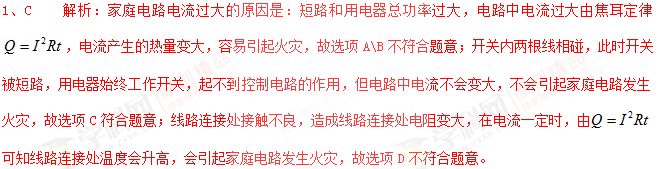 1、C 解析：家庭电路电流过大的原因是：短路和用电器总功率过大，电路中电流过大由焦耳定律
Q=I²Rt，电流产生的热量变大，容易引起火灾，故选项 A\B 不符合题意；开关内两根线相碰，此时开关
被短路，用电器始终工作开关，起不到控制电路的作用，但电路中电流不会变大，不会引起家庭电路发生
火灾，故选项 C 符合题意；线路连接处接触不良，造成线路连接处电阻变大，在电流一定时，由Q=I²Rt
可知线路连接处温度会升高，会引起家庭电路发生火灾，故选项 D 不符合题意。